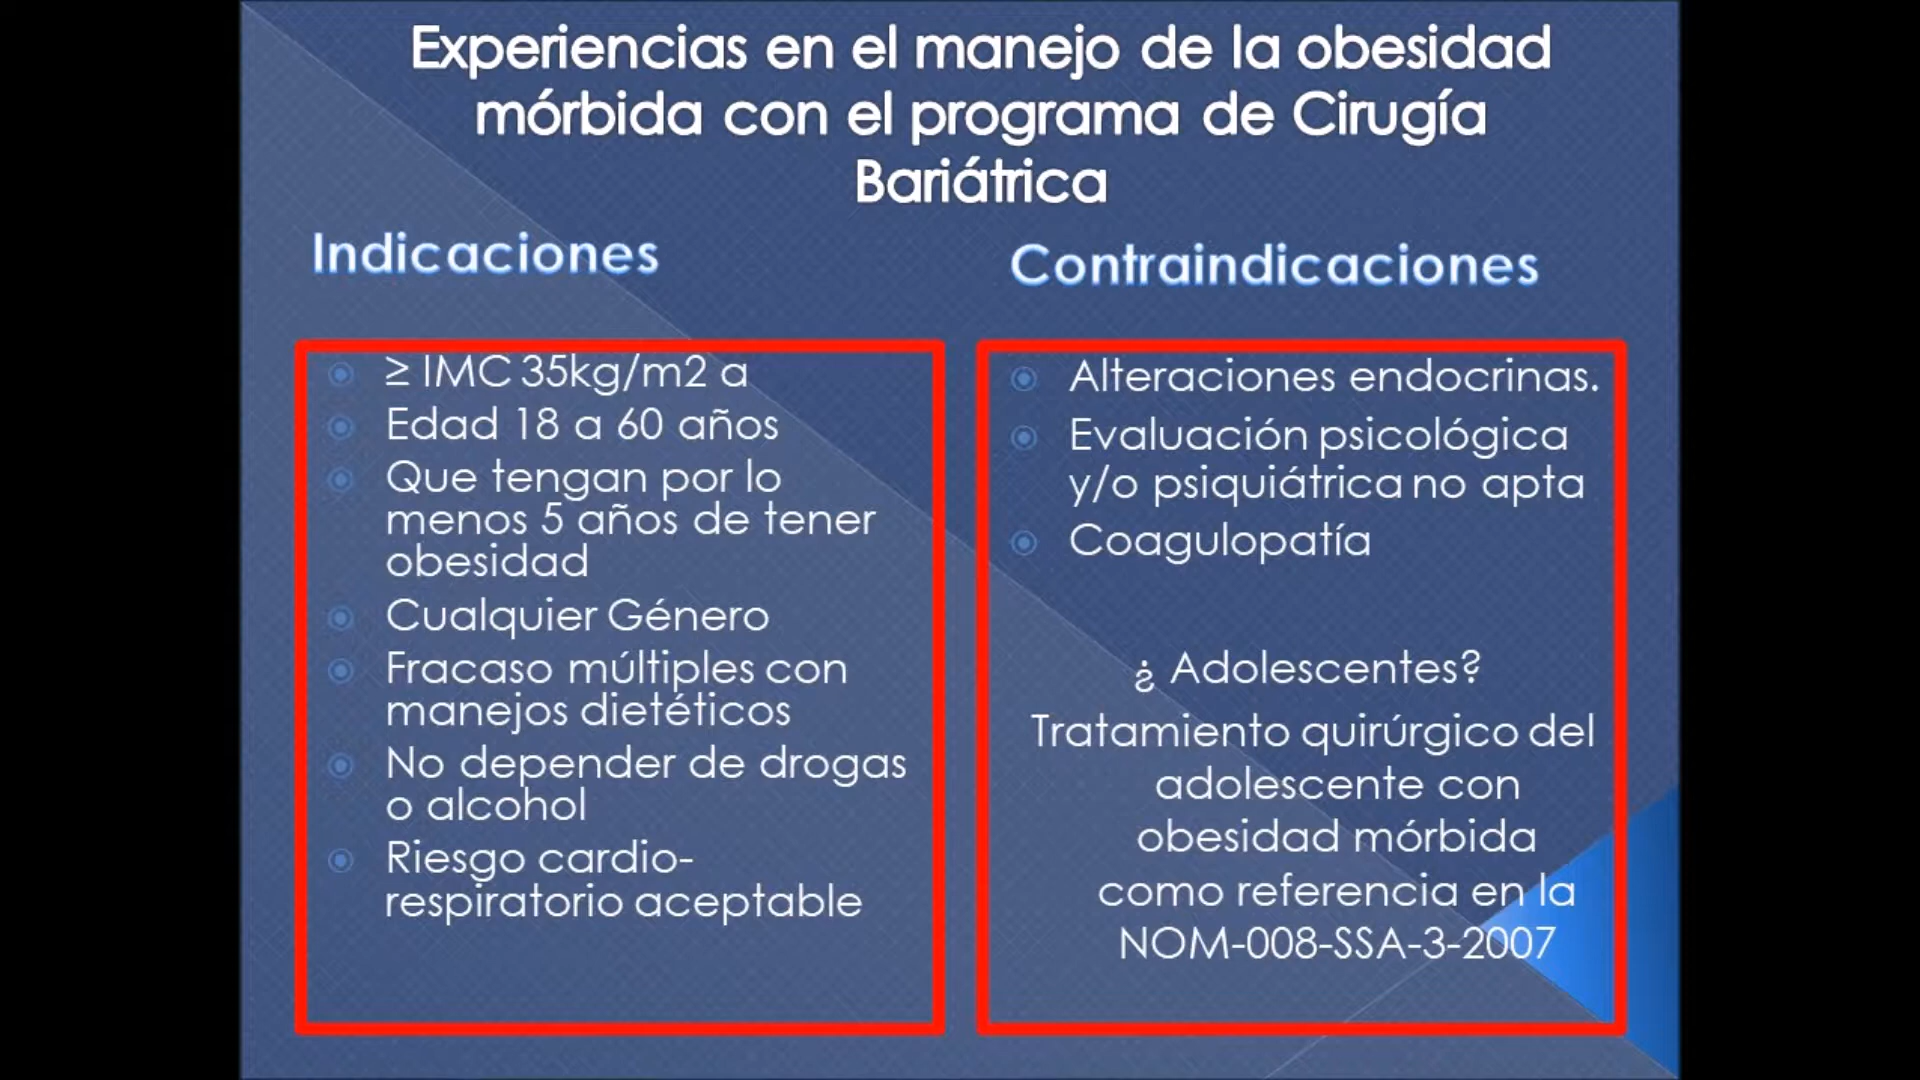 Experiencias en el manejo de la obesidad
mórbida con el programa de Cirugía
Bariátrica
Indicaciones
≥ IMC 35kg/m2 a
Edad 18 a 60 años
Que tengan por lo
menos 5 años de tener
obesidad
Cualquier Género
Fracaso múltiples con
manejos dietéticos
No depender de drogas
o alcohol
Riesgo cardio-
respiratorio aceptable
Contraindicaciones
Alteraciones endocrinas.
Evaluación psicológica
y/o psiquiátrica no apta
Coagulopatía
¿ Adolescentes?
Tratamiento quirúrgico del
adolescente con
obesidad mórbida
como referencia en la
NOM-008-SSA-3-2007